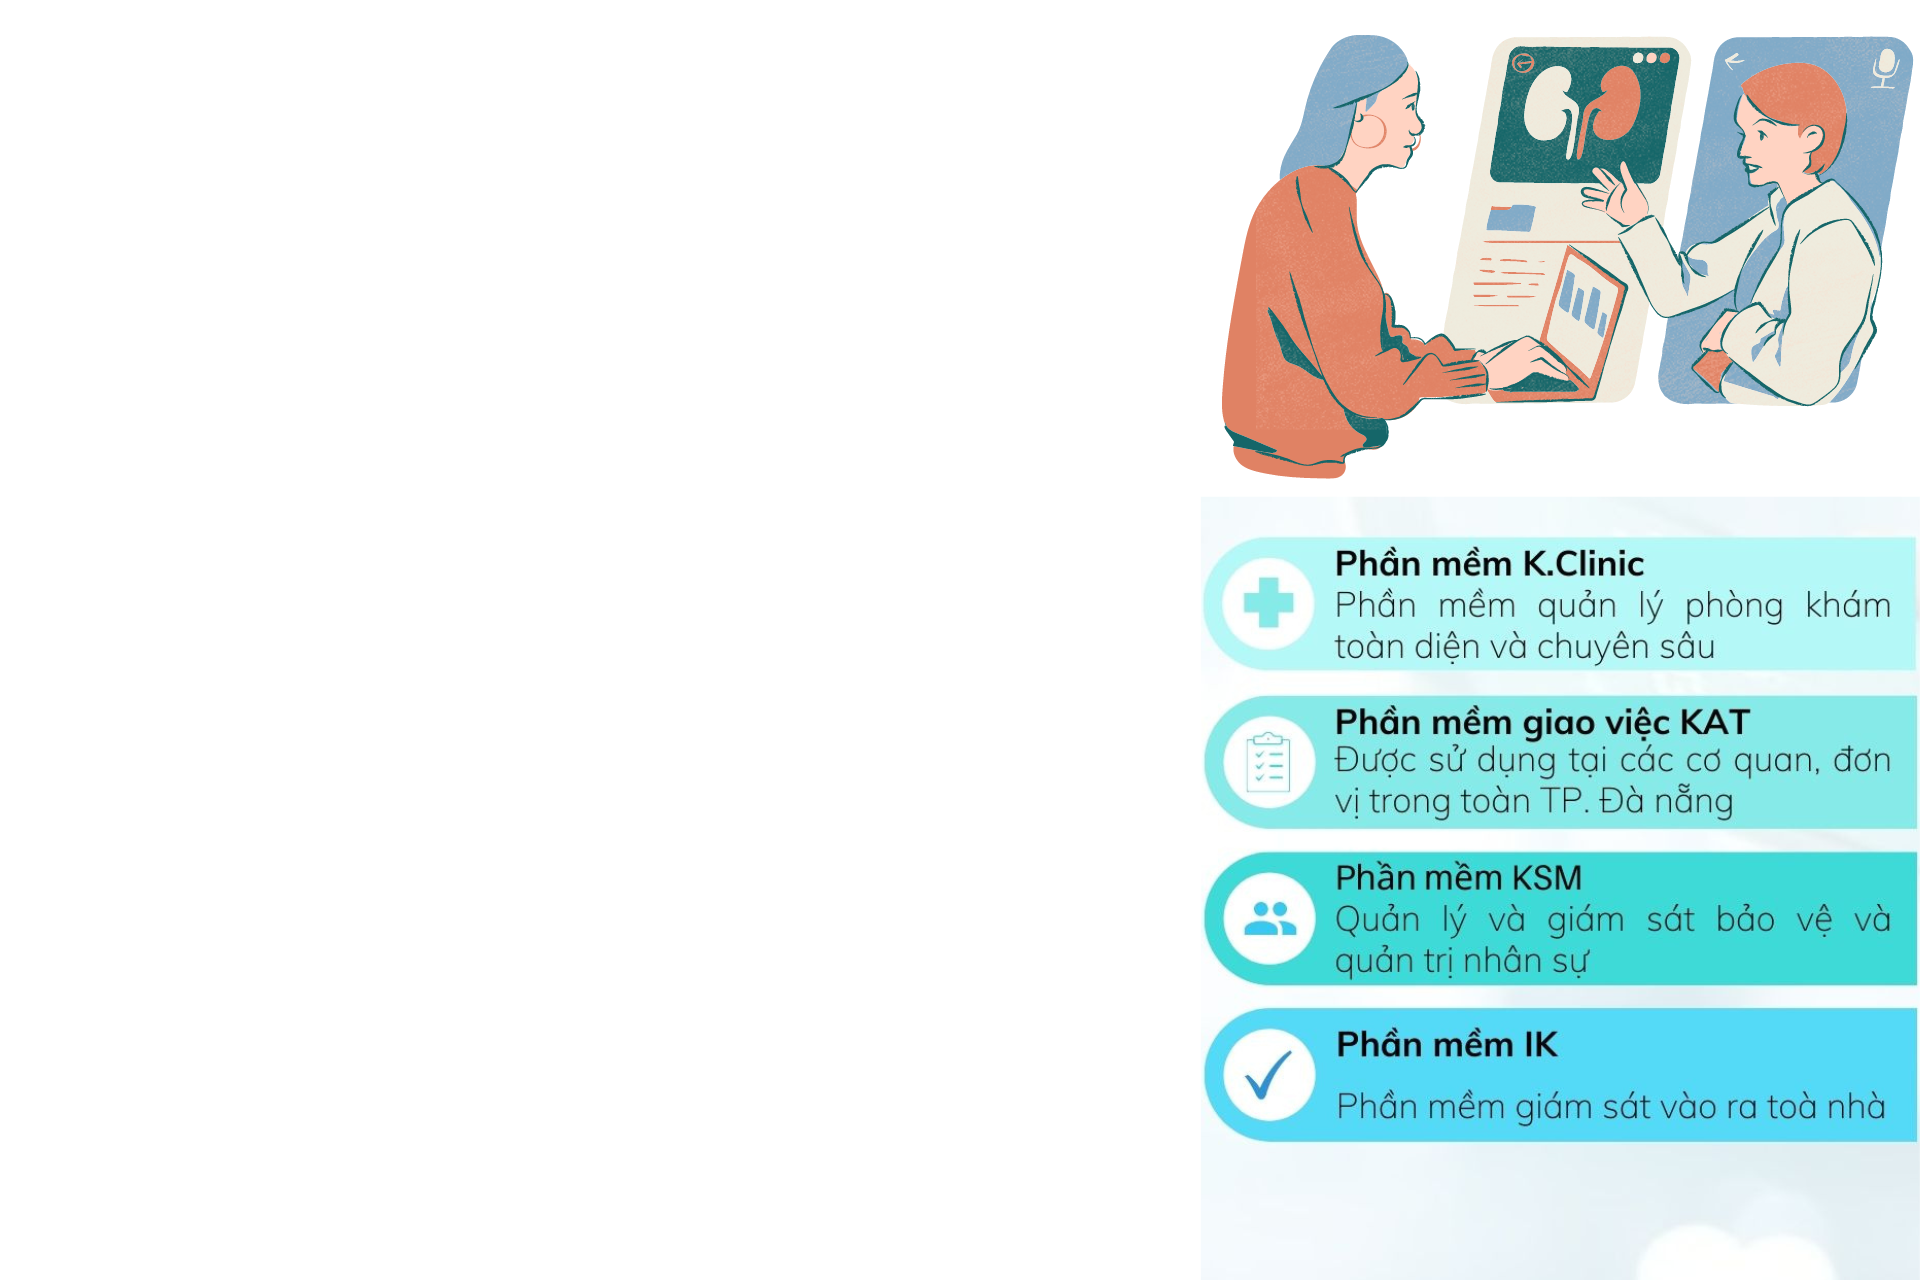 Phần mềm K.Clinic
Phần mềm quản lý phòng khám
toàn diện và chuyên sâu
Phần mềm giao việc KAT
Được sử dụng tại các cơ quan, đơn
vị trong toàn TP. Đà nẵng
Phần mềm KSM
Quản lý và giám sát bảo vệ và
quản trị nhân sự
Phần mềm IK
Phần mềm giám sát vào ra toà nhà